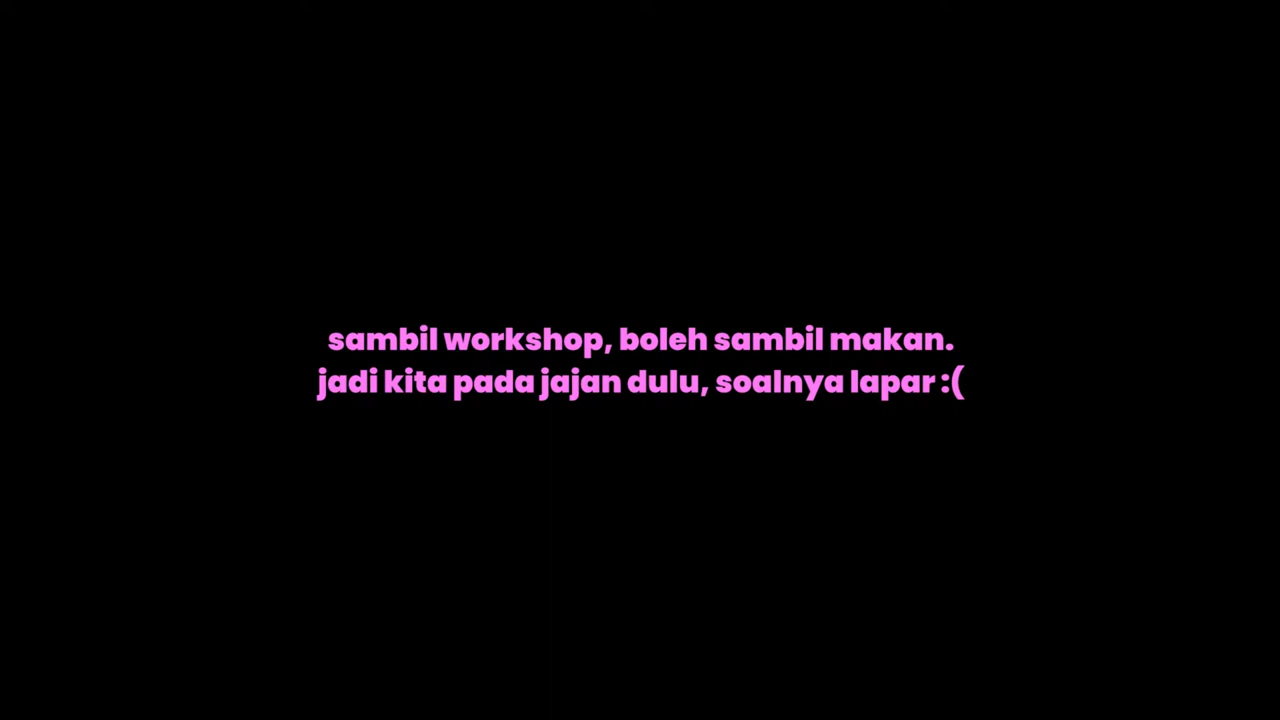 sambil workshop, boleh sambil makan.
jadi kita pada jajan dulu, soalnya lapar :(